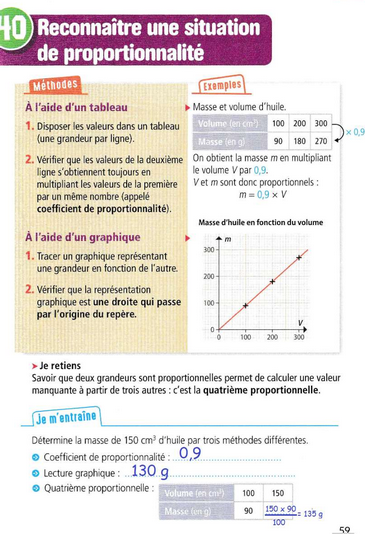 40 Reconnaître une situation
de proportionnalité
Méthodes
À l'aide d'un tableau
1. Disposer les valeurs dans un tableau
(une grandeur par ligne).
2. Vérifier que les valeurs de la deuxième
ligne s'obtiennent toujours en
multipliant les valeurs de la première
par un même nombre (appelé
coefficient de proportionnalité).
À l'aide d'un graphique
1. Tracer un graphique représentant
une grandeur en fonction de l'autre.
2. Vérifier que la représentation
graphique est une droite qui passe
par l'origine du repère.
Exemples
Masse et volume d'huile.
Volume (en cm³) 100 200 300
Masse (en g) 90 180 270
× 0,9
On obtient la masse m en multipliant
le volume V par 0,9.
V et m sont donc proportionnels :
m = 0,9 × V
Masse d'huile en fonction du volume
m
300
200
100
0
0 100 200 300
V
➤ Je retiens
Savoir que deux grandeurs sont proportionnelles permet de calculer une valeur
manquante à partir de trois autres : c'est la quatrième proportionnelle.
Je m'entraîne
Détermine la masse de 150 cm³ d'huile par trois méthodes différentes.
Coefficient de proportionnalité : 0,9
Lecture graphique : 130 g
Quatrième proportionnelle :
Volume (en cm³) 100 150
Masse (en g) 90 150 x 90 = 135 g
100
59